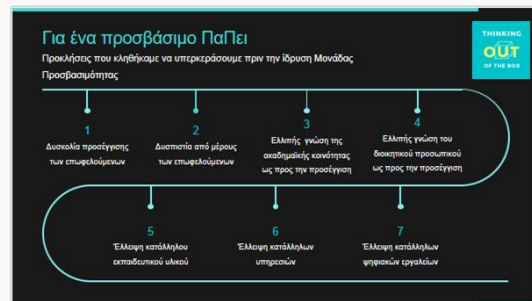 Για ένα προσβάσιμο ΠαΠει
Προκλήσεις που κληθήκαμε να υπερκεράσουμε πριν την ίδρυση Μονάδας
Προσβασιμότητας
THINKING
OUT
OF THE BOX
1
Δυσκολία προσέγγισης
των επωφελούμενων
2
Δυσπιστία από μέρους
των επωφελούμενων
3
Ελλιπής γνώση της
ακαδημαϊκής κοινότητας
ως προς την προσέγγιση
4
Ελλιπής γνώση του
διοικητικού προσωπικού
ως προς την προσέγγιση
5
Έλλειψη κατάλληλου
εκπαιδευτικού υλικού
6
Έλλειψη κατάλληλων
υπηρεσιών
7
Έλλειψη κατάλληλων
ψηφιακών εργαλείων